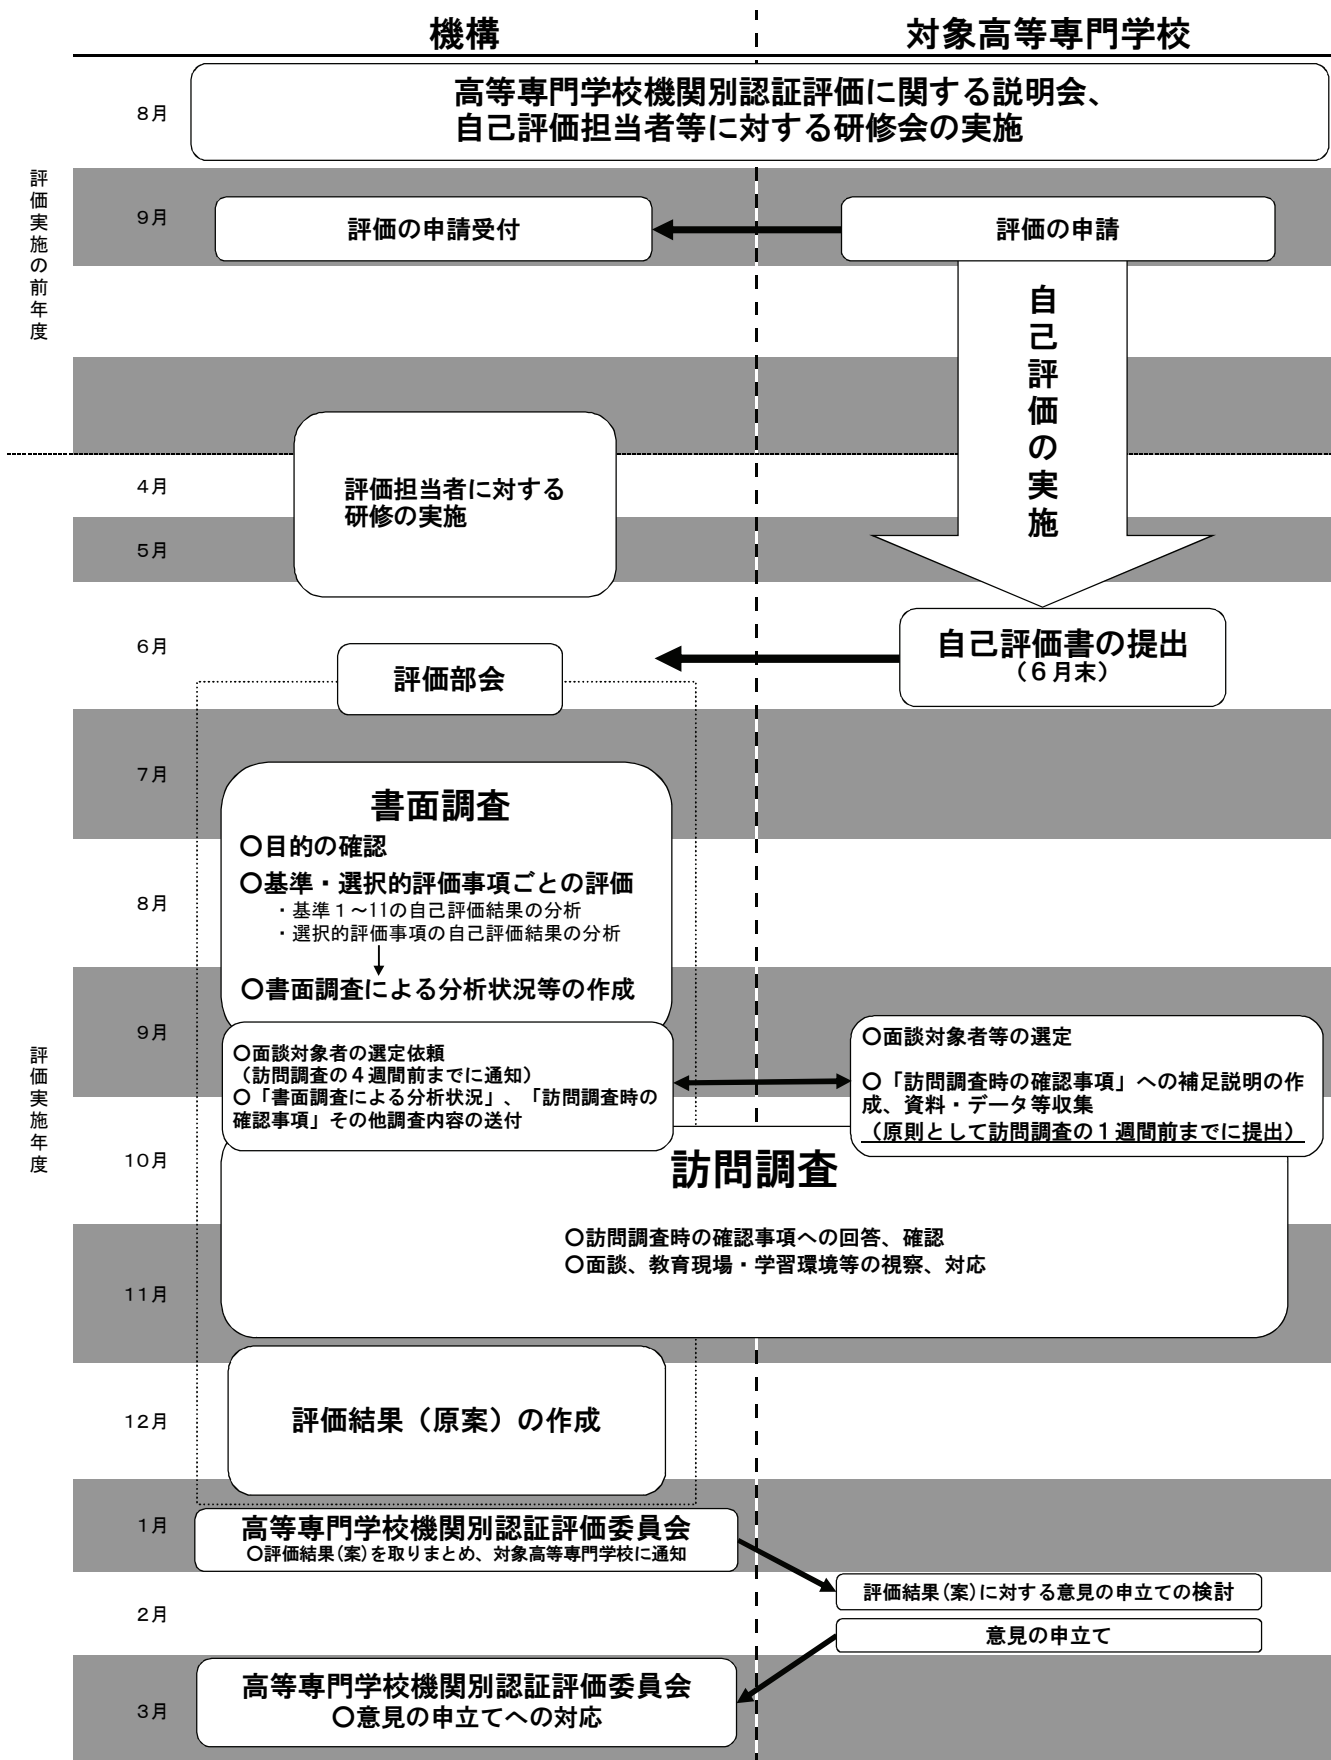 機構
対象高等専門学校
評価実施の前年度
8月
高等専門学校機関別認証評価に関する説明会、
自己評価担当者等に対する研修会の実施
9月
評価の申請受付
評価の申請
自己評価の実施
評価実施年度
4月
評価担当者に対する
研修の実施
5月
6月
自己評価書の提出
（６月末）
評価部会
7月
書面調査
〇目的の確認
〇基準・選択的評価事項ごとの評価
8月
・基準１～11の自己評価結果の分析
・選択的評価事項の自己評価結果の分析
〇書面調査による分析状況等の作成
9月
〇面談対象者の選定依頼
（訪問調査の４週間前までに通知）
〇「書面調査による分析状況」、「訪問調査時の
確認事項」その他調査内容の送付
〇面談対象者等の選定
〇「訪問調査時の確認事項」への補足説明の作
成、資料・データ等収集
（原則として訪問調査の１週間前までに提出）
10月
訪問調査
〇訪問調査時の確認事項への回答、確認
〇面談、教育現場・学習環境等の視察、対応
11月
12月
評価結果（原案）の作成
1月
高等専門学校機関別認証評価委員会
〇評価結果(案)を取りまとめ、対象高等専門学校に通知
評価結果(案)に対する意見の申立ての検討
2月
意見の申立て
3月
高等専門学校機関別認証評価委員会
〇意見の申立てへの対応